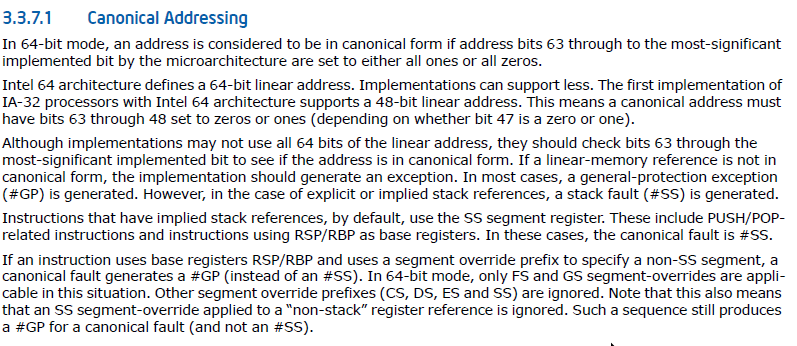 3.3.7.1 Canonical Addressing
In 64-bit mode, an address is considered to be in canonical form if address bits 63 through to the most-significant
implemented bit by the microarchitecture are set to either all ones or all zeros.
Intel 64 architecture defines a 64-bit linear address. Implementations can support less. The first implementation of
IA-32 processors with Intel 64 architecture supports a 48-bit linear address. This means a canonical address must
have bits 63 through 48 set to zeros or ones (depending on whether bit 47 is a zero or one).
Although implementations may not use all 64 bits of the linear address, they should check bits 63 through the
most-significant implemented bit to see if the address is in canonical form. If a linear-memory reference is not in
canonical form, the implementation should generate an exception. In most cases, a general-protection exception
(#GP) is generated. However, in the case of explicit or implied stack references, a stack fault (#SS) is generated.
Instructions that have implied stack references, by default, use the SS segment register. These include PUSH/POP-
related instructions and instructions using RSP/RBP as base registers. In these cases, the canonical fault is #SS.
If an instruction uses base registers RSP/RBP and uses a segment override prefix to specify a non-SS segment, a
canonical fault generates a #GP (instead of an #SS). In 64-bit mode, only FS and GS segment-overrides are appli-
cable in this situation. Other segment override prefixes (CS, DS, ES and SS) are ignored. Note that this also means
that an SS segment-override applied to a “non-stack” register reference is ignored. Such a sequence still produces
a #GP for a canonical fault (and not an #SS).